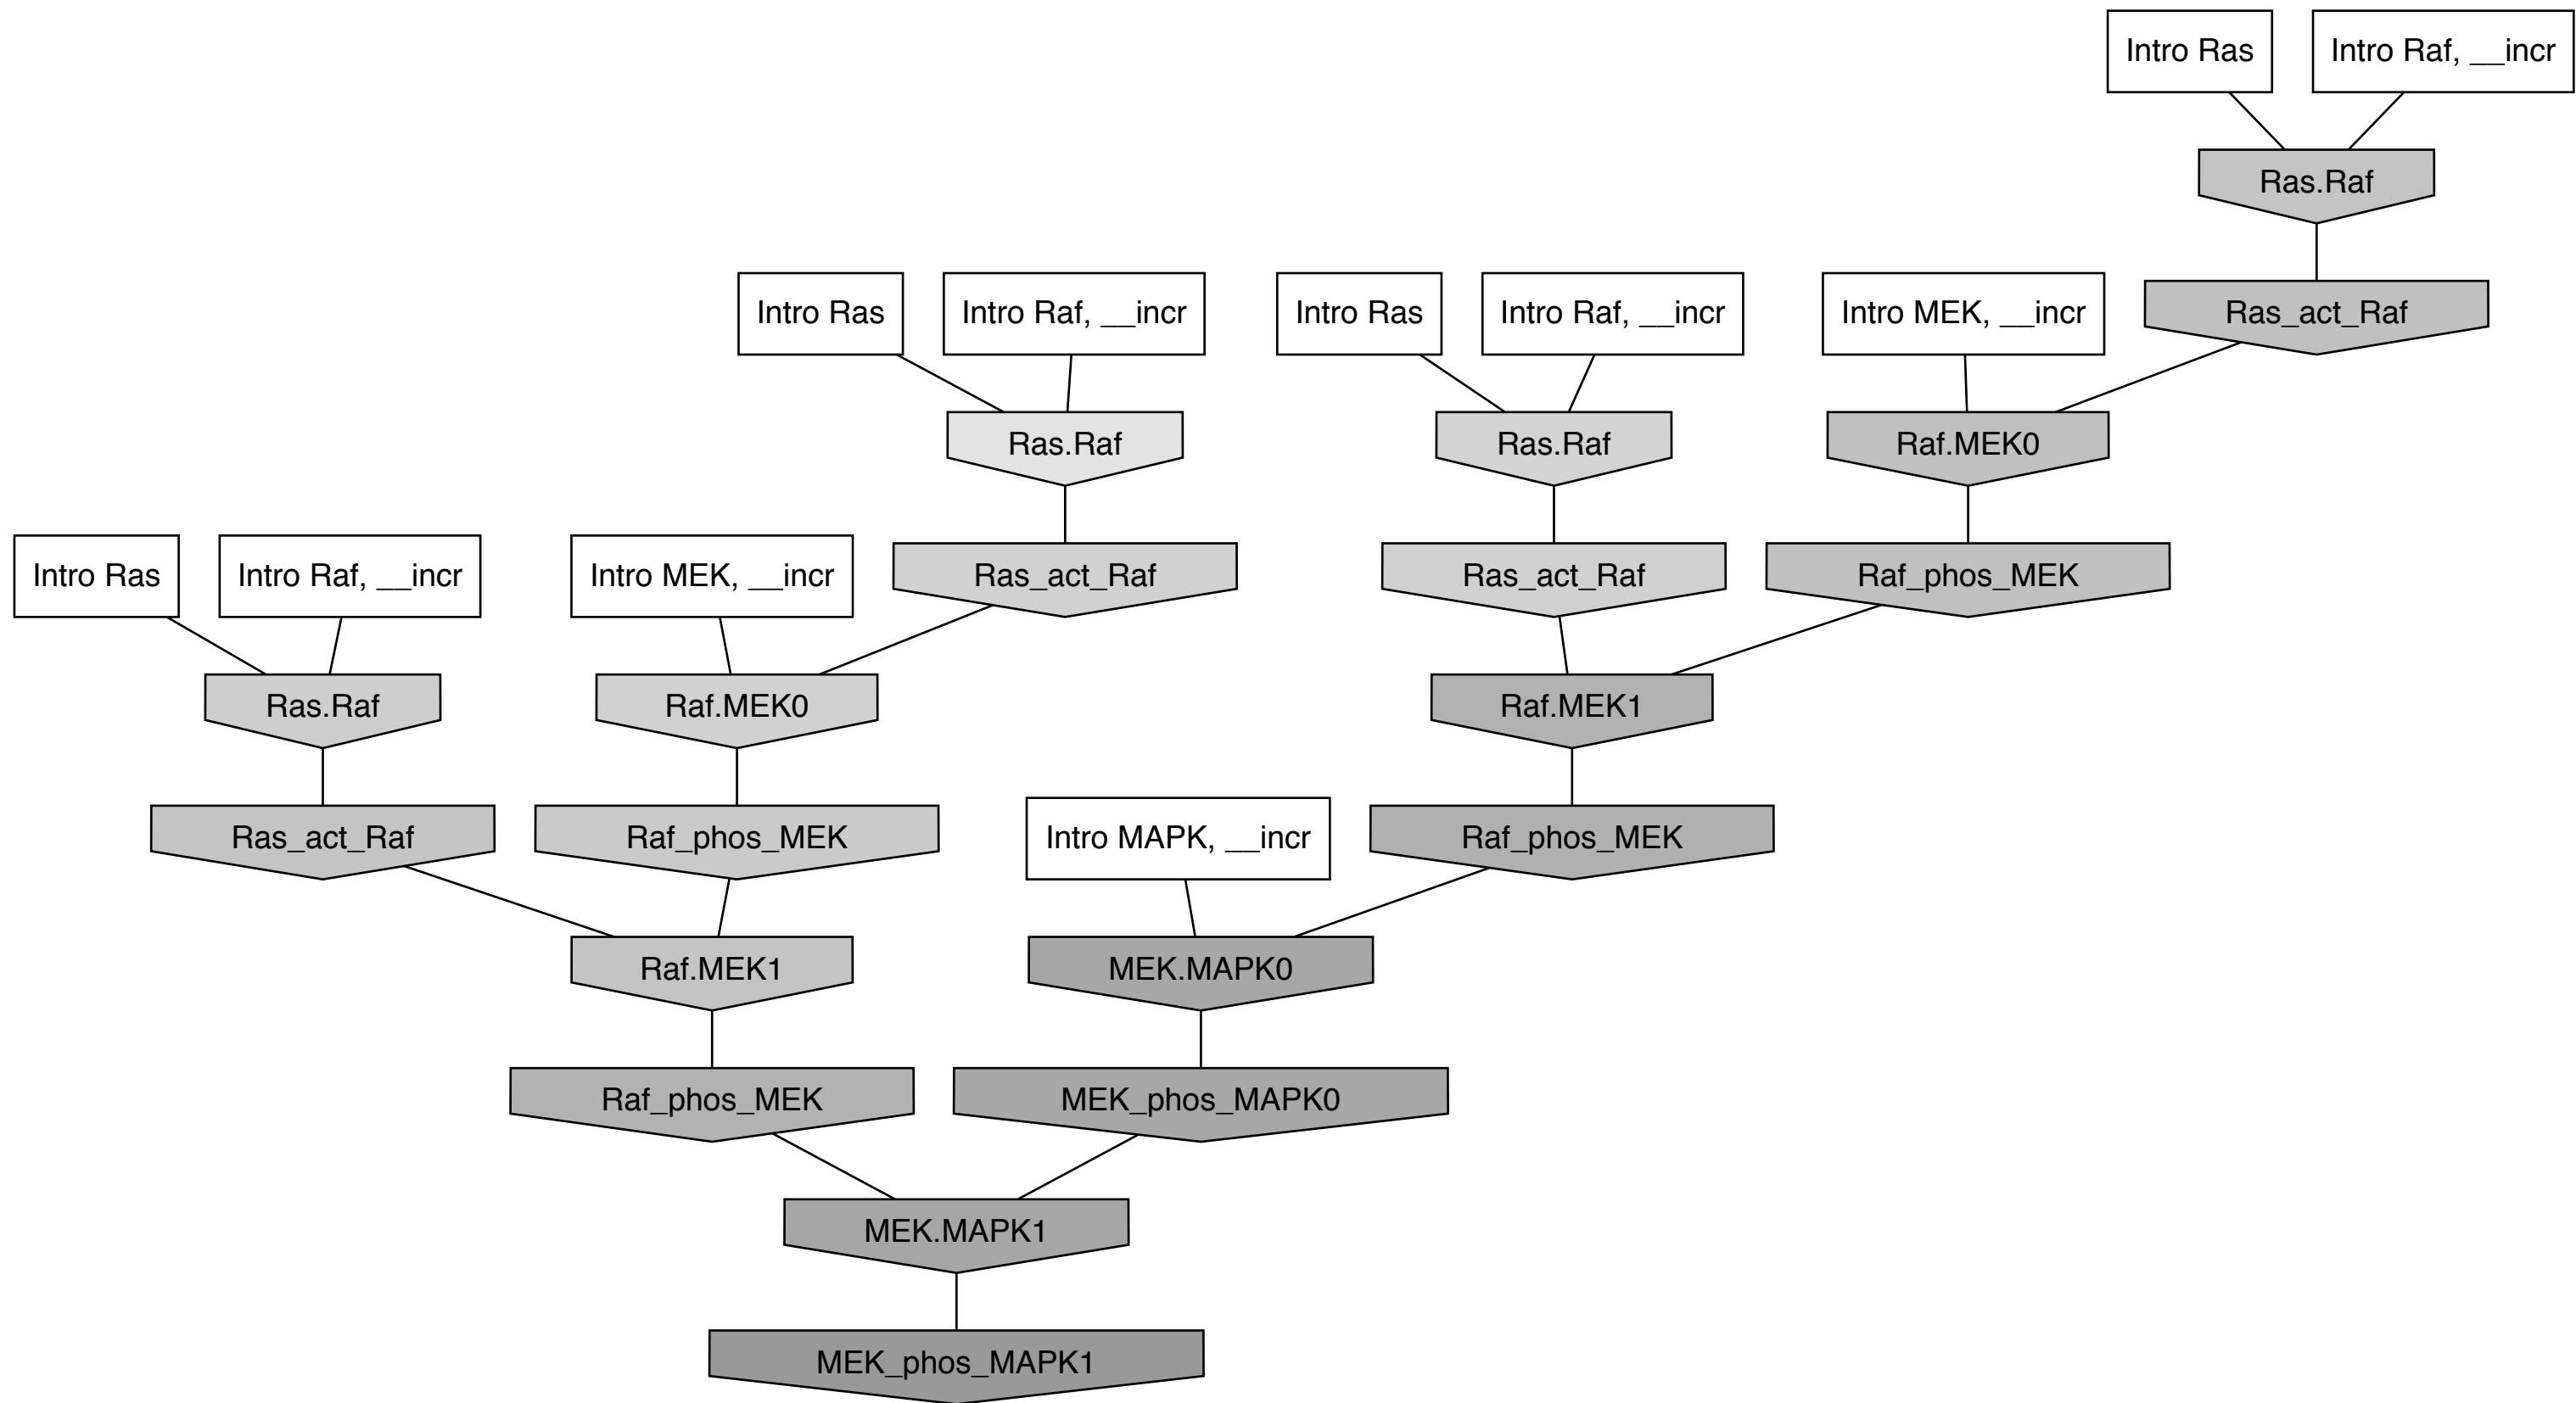 Intro Ras
Intro Raf, __incr
Ras.Raf
Intro Ras
Intro Raf, __incr
Intro Ras
Intro Raf, __incr
Intro MEK, __incr
Ras_act_Raf
Ras.Raf
Ras.Raf
Raf.MEK0
Intro Ras
Intro Raf, __incr
Intro MEK, __incr
Ras_act_Raf
Ras_act_Raf
Raf_phos_MEK
Ras.Raf
Raf.MEK0
Raf.MEK1
Ras_act_Raf
Raf_phos_MEK
Intro MAPK, __incr
Raf_phos_MEK
Raf.MEK1
MEK.MAPK0
Raf_phos_MEK
MEK_phos_MAPK0
MEK.MAPK1
MEK_phos_MAPK1